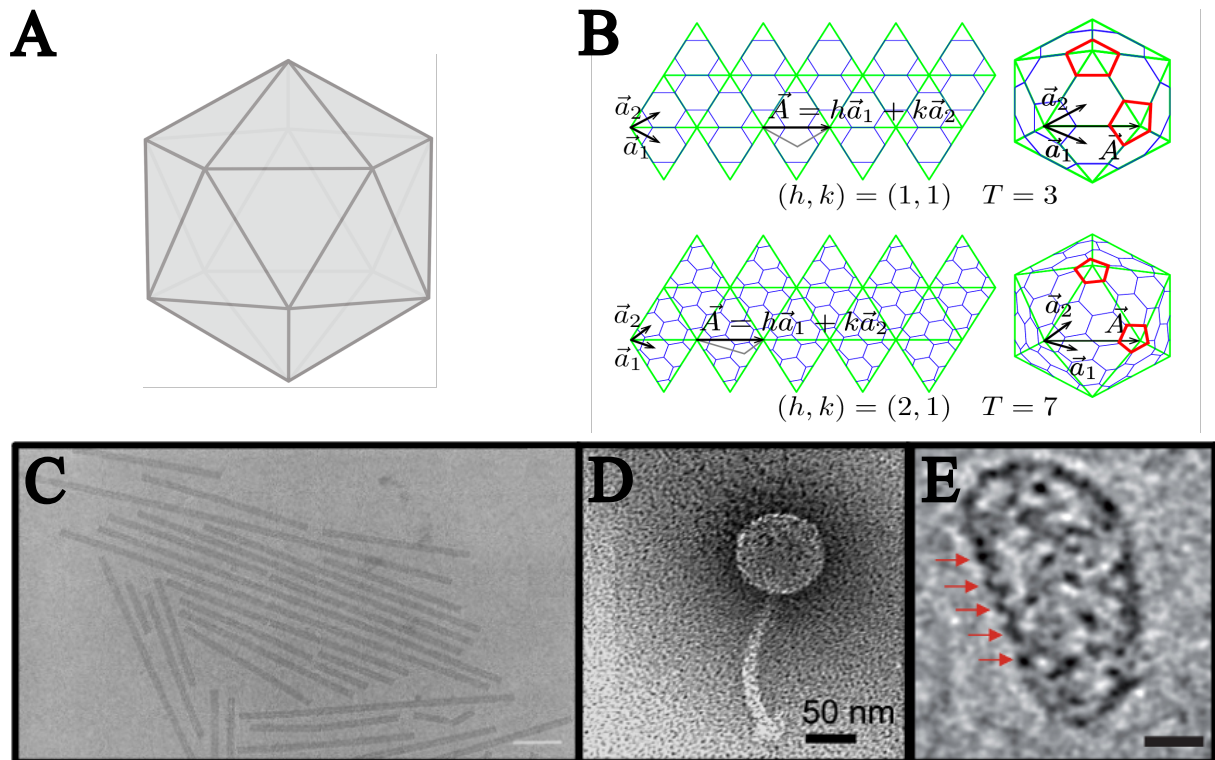 A
B
a⃗₂
a⃗₁
A⃗ = ha⃗₁ + ka⃗₂
a⃗₂
a⃗₁
A⃗
(h, k) = (1, 1) T = 3
a⃗₂
a⃗₁
A⃗ = ha⃗₁ + ka⃗₂
a⃗₂
A⃗
a⃗₁
(h, k) = (2, 1) T = 7
C
D
E
50 nm